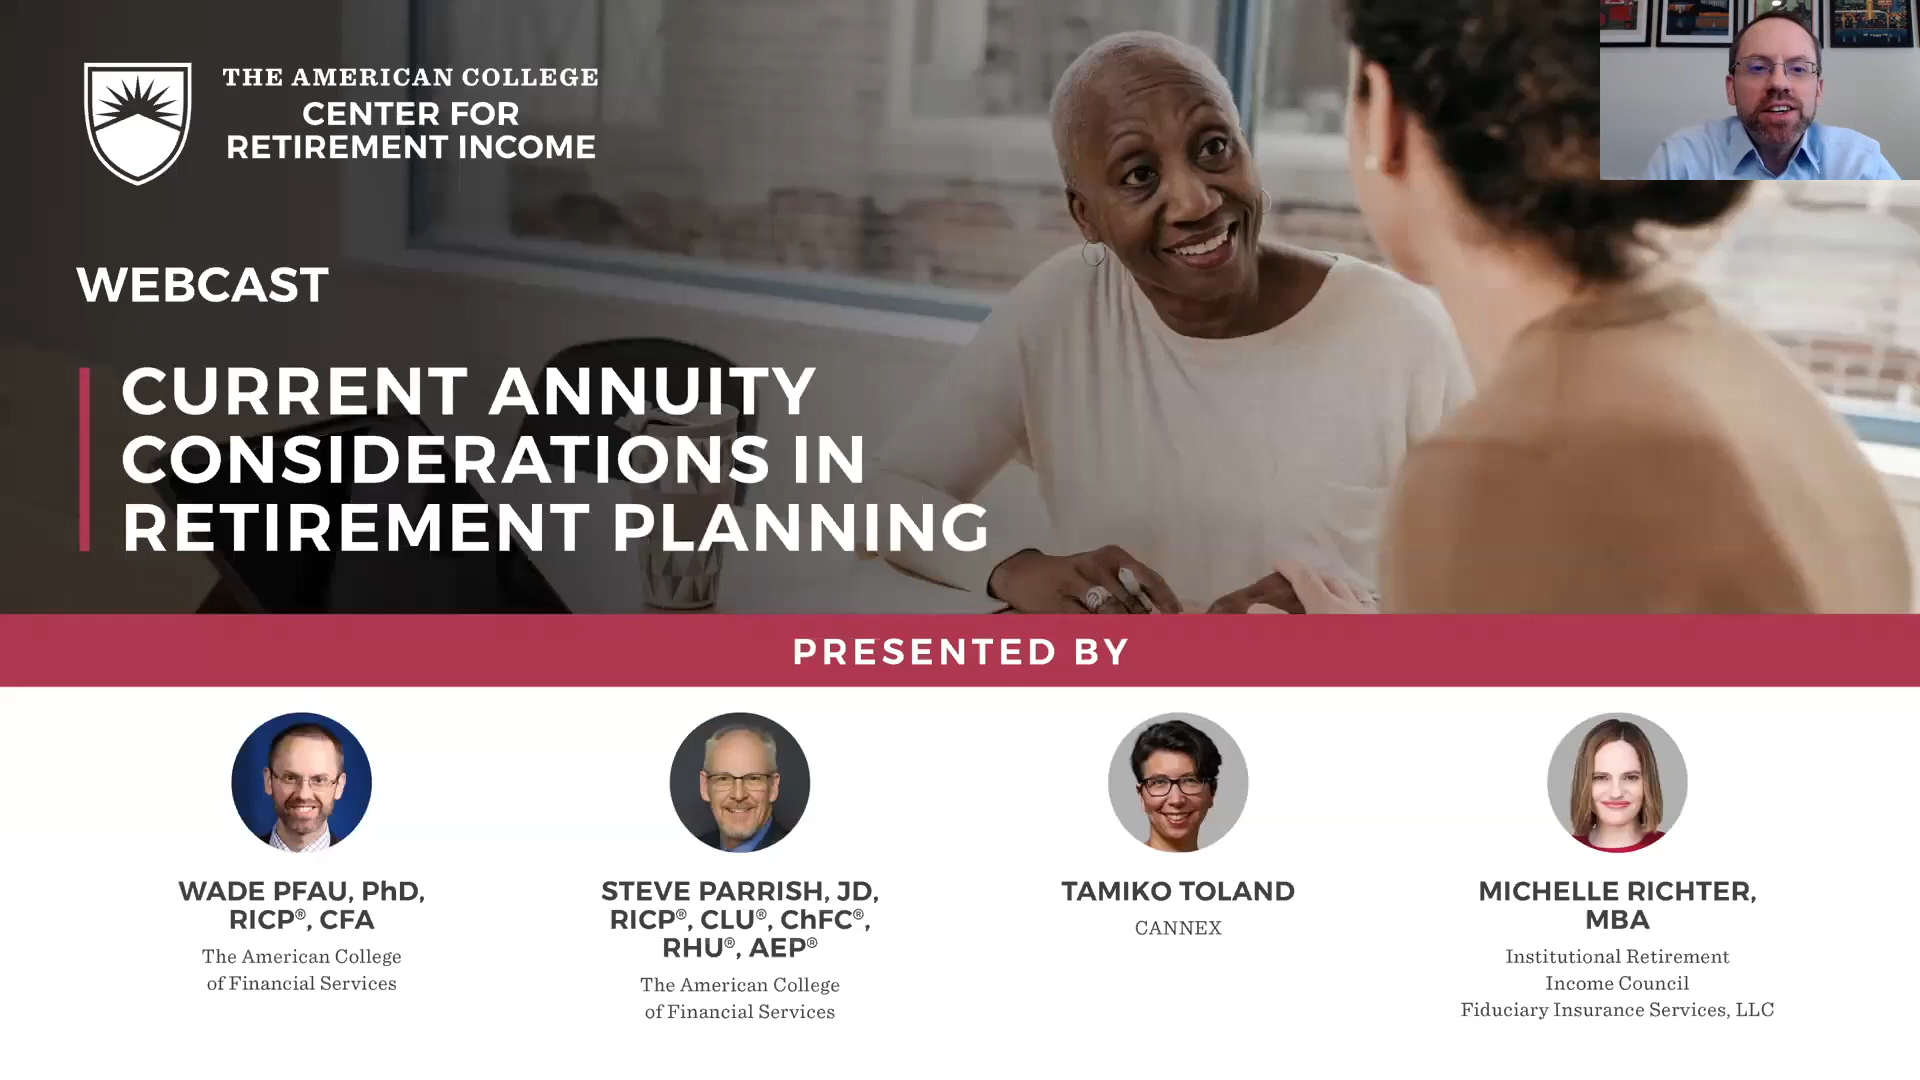 THE AMERICAN COLLEGE
CENTER FOR
RETIREMENT INCOME
WEBCAST
CURRENT ANNUITY
CONSIDERATIONS IN
RETIREMENT PLANNING
PRESENTED BY
WADE PFAU, PhD,
RICP®, CFA
The American College
of Financial Services
STEVE PARRISH, JD,
RICP®, CLU®, ChFC®,
RHU®, AEP®
The American College
of Financial Services
TAMIKO TOLAND
CANNEX
MICHELLE RICHTER,
MBA
Institutional Retirement
Income Council
Fiduciary Insurance Services, LLC